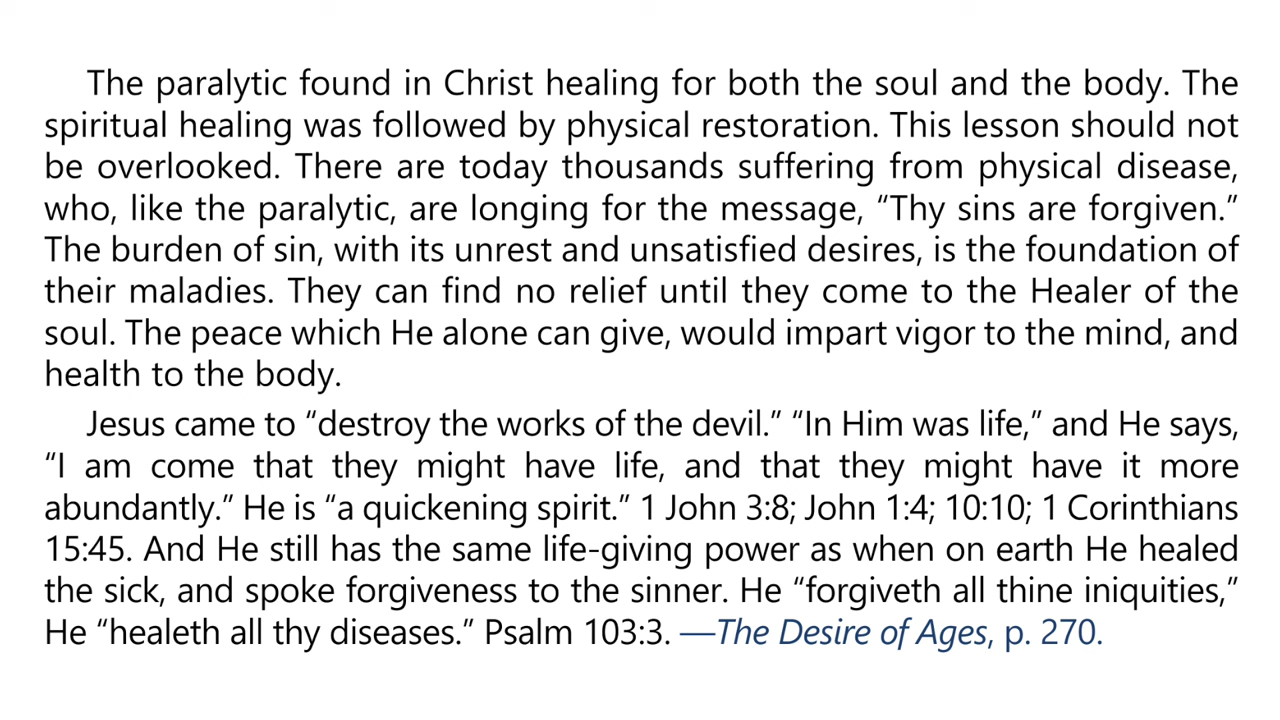 The paralytic found in Christ healing for both the soul and the body. The
spiritual healing was followed by physical restoration. This lesson should not
be overlooked. There are today thousands suffering from physical disease,
who, like the paralytic, are longing for the message, “Thy sins are forgiven.”
The burden of sin, with its unrest and unsatisfied desires, is the foundation of
their maladies. They can find no relief until they come to the Healer of the
soul. The peace which He alone can give, would impart vigor to the mind, and
health to the body.
Jesus came to “destroy the works of the devil.” “In Him was life,” and He says,
“I am come that they might have life, and that they might have it more
abundantly.” He is “a quickening spirit.” 1 John 3:8; John 1:4; 10:10; 1 Corinthians
15:45. And He still has the same life-giving power as when on earth He healed
the sick, and spoke forgiveness to the sinner. He “forgiveth all thine iniquities,”
He “healeth all thy diseases.” Psalm 103:3. —The Desire of Ages, p. 270.